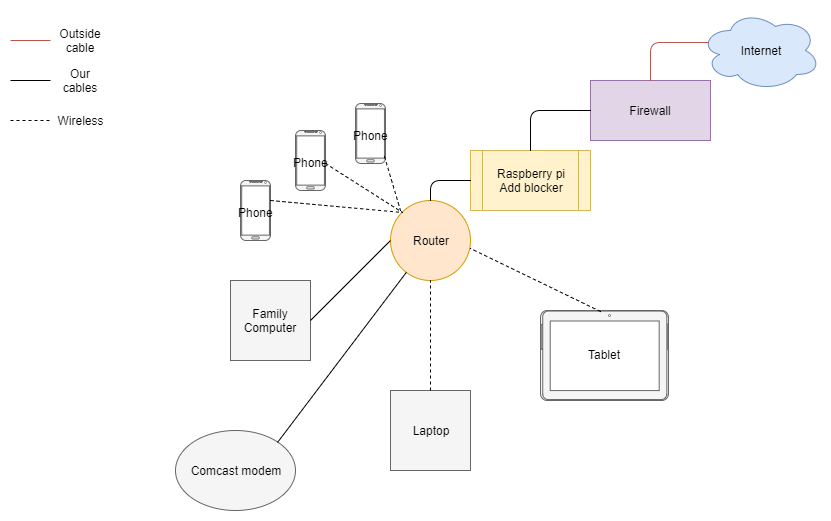 Outside
cable
Our
cables
Wireless
Internet
Firewall
Raspberry pi
Add blocker
Phone
Phone
Phone
Router
Family
Computer
Tablet
Laptop
Comcast modem